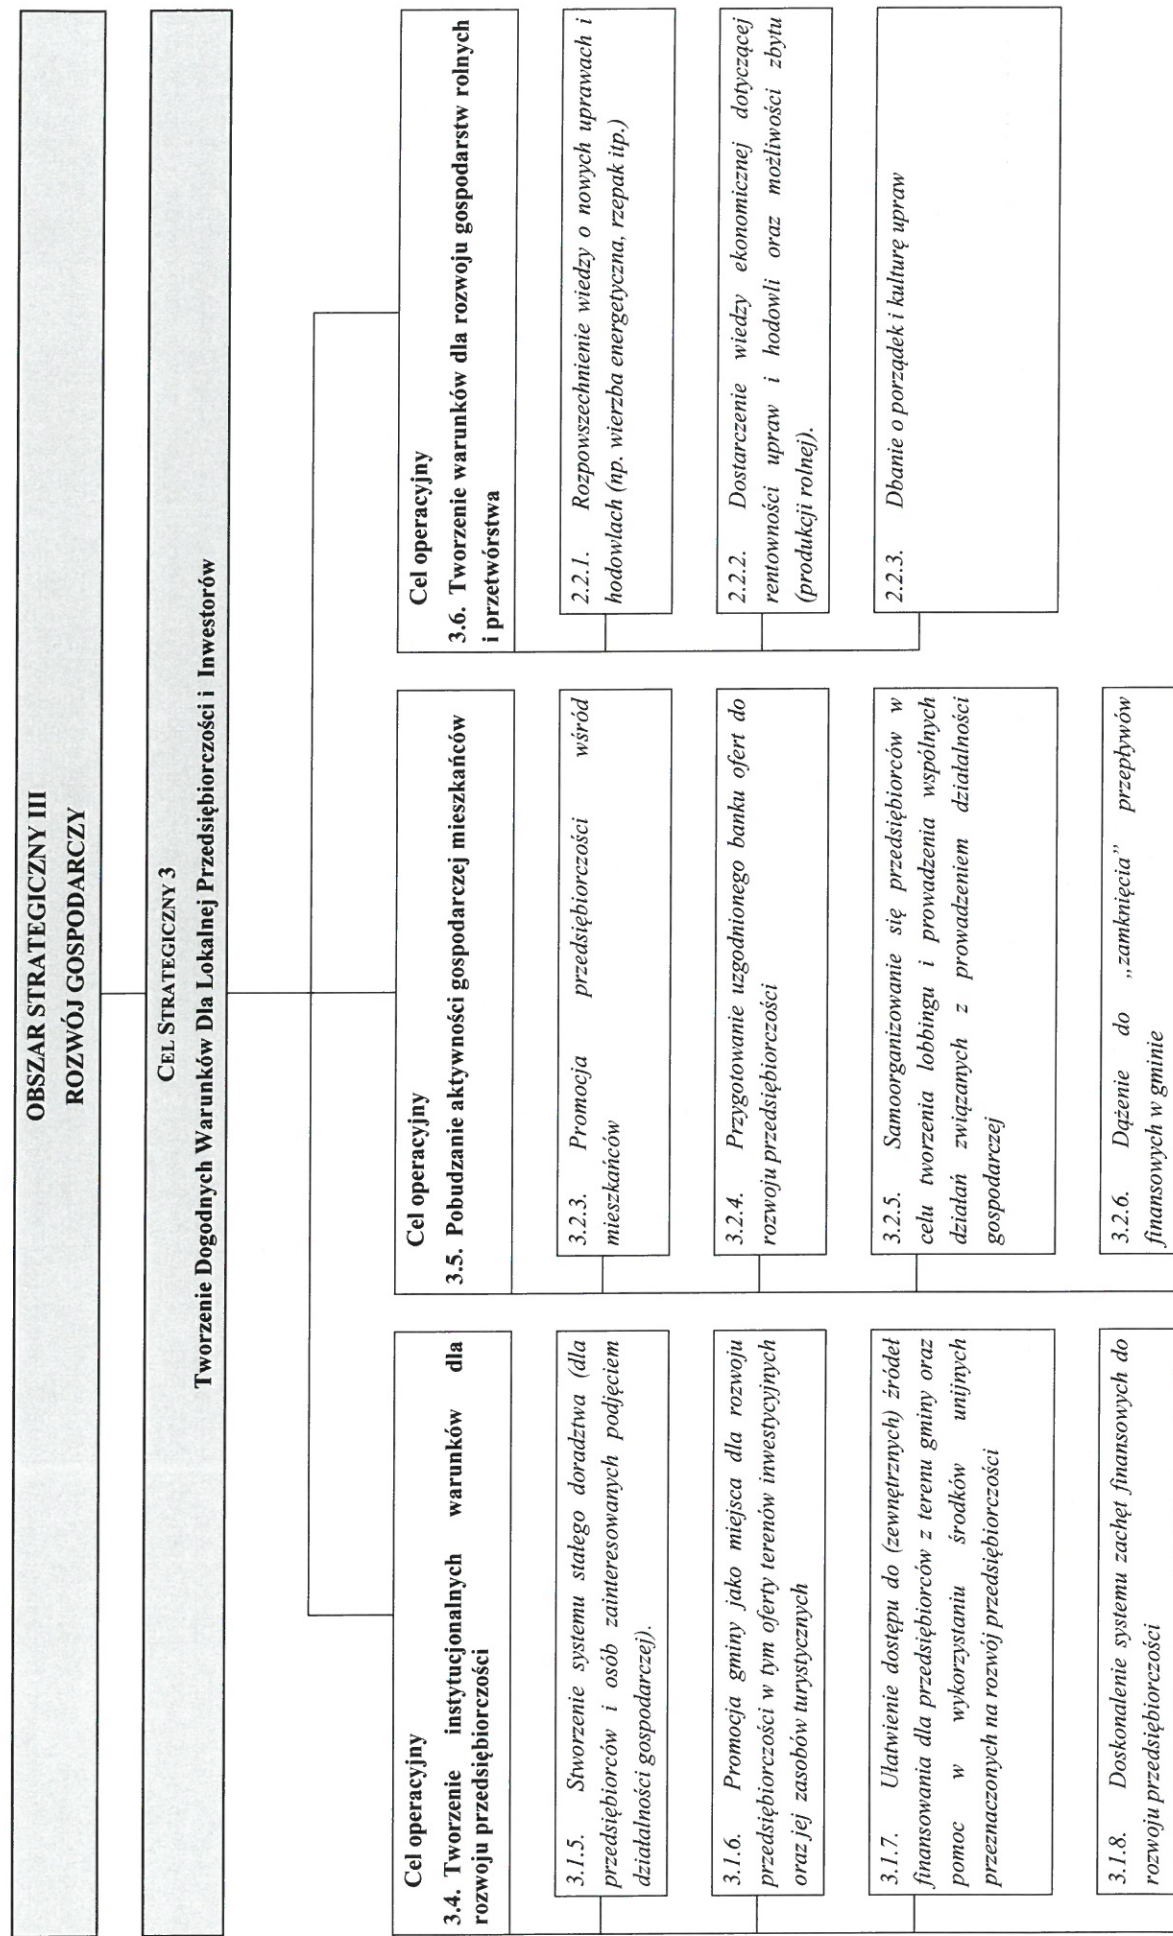 OBSZAR STRATEGICZNY III
ROZWÓJ GOSPODARCZY
CEL STRATEGICZNY 3
Tworzenie Dogodnych Warunków Dla Lokalnej Przedsiębiorczości i Inwestorów
Cel operacyjny
3.4. Tworzenie instytucjonalnych warunków dla
rozwoju przedsiębiorczości
3.1.5. Stworzenie systemu stałego doradztwa (dla
przedsiębiorców i osób zainteresowanych podjęciem
działalności gospodarczej).
3.1.6. Promocja gminy jako miejsca dla rozwoju
przedsiębiorczości w tym oferty terenów inwestycyjnych
oraz jej zasobów turystycznych
3.1.7. Ułatwienie dostępu do (zewnętrznych) źródeł
finansowania dla przedsiębiorców z terenu gminy oraz
pomoc w wykorzystaniu środków unijnych
przeznaczonych na rozwój przedsiębiorczości
3.1.8. Doskonalenie systemu zachęt finansowych do
rozwoju przedsiębiorczości
Cel operacyjny
3.5. Pobudzanie aktywności gospodarczej mieszkańców
3.2.3. Promocja przedsiębiorczości wśród
mieszkańców
3.2.4. Przygotowanie uzgodnionego banku ofert do
rozwoju przedsiębiorczości
3.2.5. Samoorganizowanie się przedsiębiorców w
celu tworzenia lobbingu i prowadzenia wspólnych
działań związanych z prowadzeniem działalności
gospodarczej
3.2.6. Dążenie do „zamknięcia” przepływów
finansowych w gminie
Cel operacyjny
3.6. Tworzenie warunków dla rozwoju gospodarstw rolnych
i przetwórstwa
2.2.1. Rozpowszechnienie wiedzy o nowych uprawach i
hodowlach (np. wierzba energetyczna, rzepak itp.)
2.2.2. Dostarczenie wiedzy ekonomicznej dotyczącej
rentowności upraw i hodowli oraz możliwości zbytu
(produkcji rolnej).
2.2.3. Dbanie o porządek i kulturę upraw